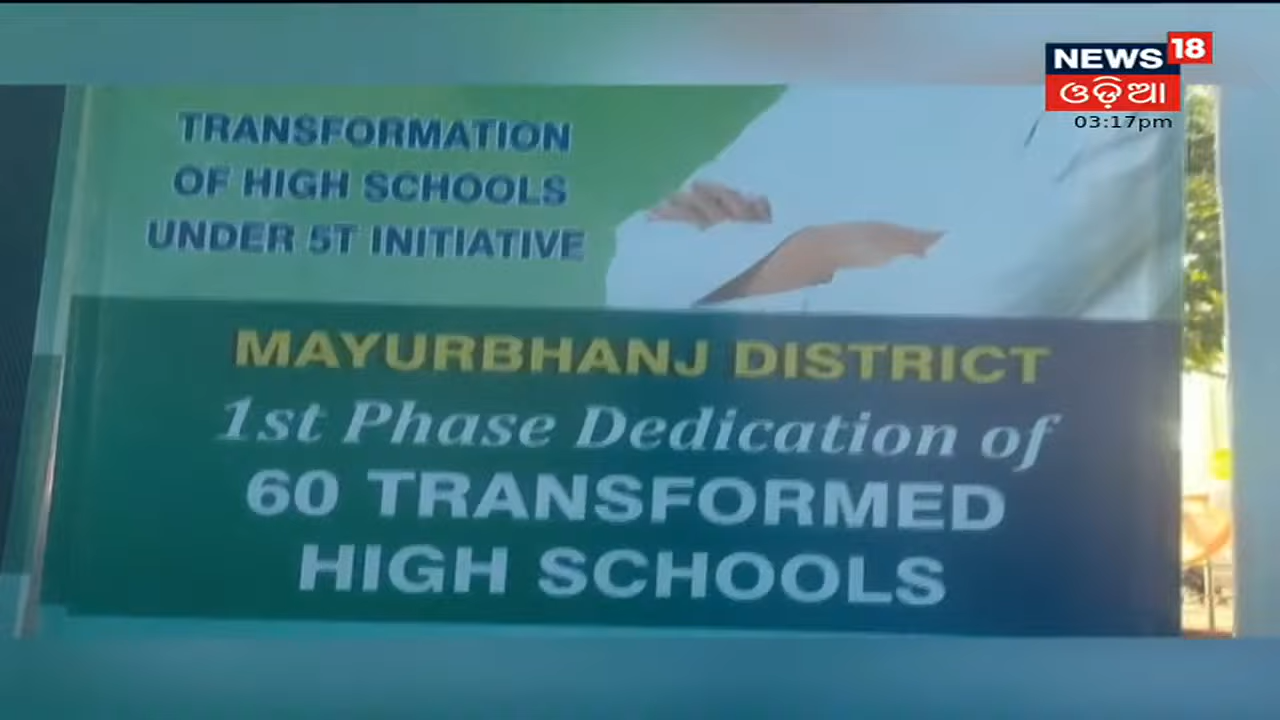 NEWS 18
ଓଡ଼ିଆ
03:17pm
TRANSFORMATION
OF HIGH SCHOOLS
UNDER 5T INITIATIVE
MAYURBHANJ DISTRICT
1st Phase Dedication of
60 TRANSFORMED
HIGH SCHOOLS